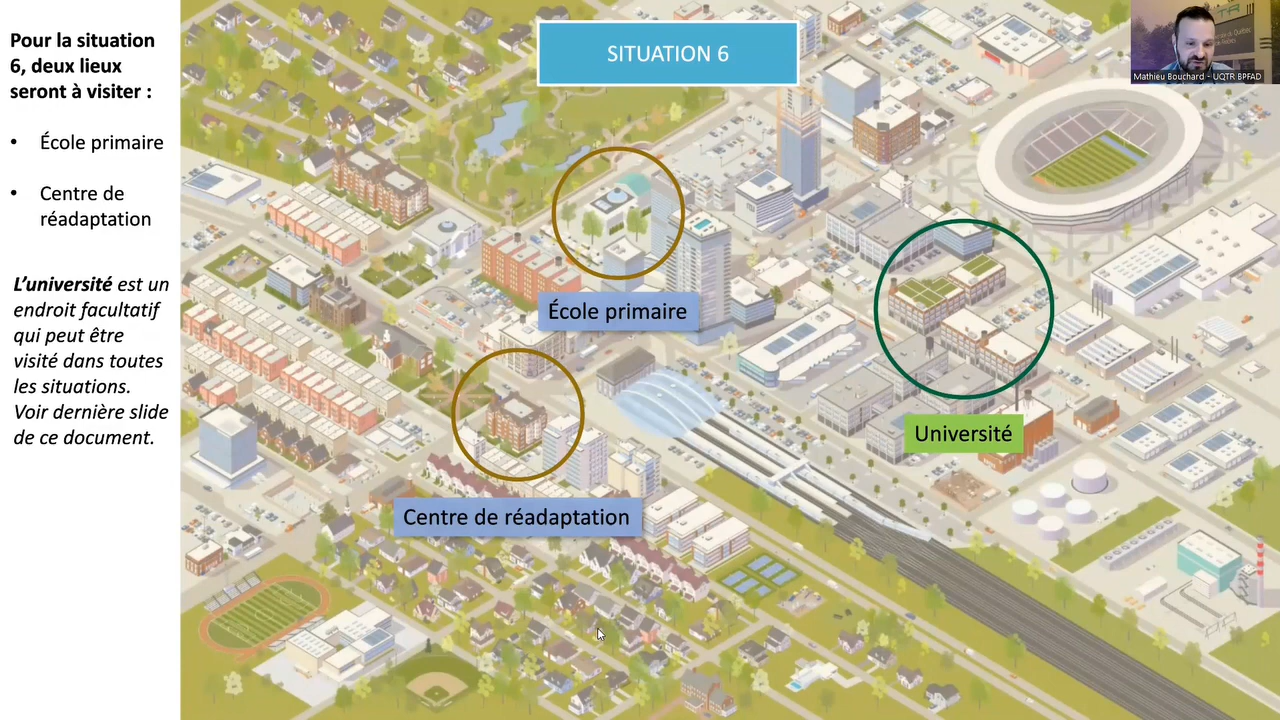 Pour la situation
6, deux lieux
seront à visiter :
• École primaire
• Centre de
réadaptation
L'université est un
endroit facultatif
qui peut être
visité dans toutes
les situations.
Voir dernière slide
de ce document.
SITUATION 6
École primaire
Université
Centre de réadaptation
Mathieu Bouchard - UQTR BPFAD